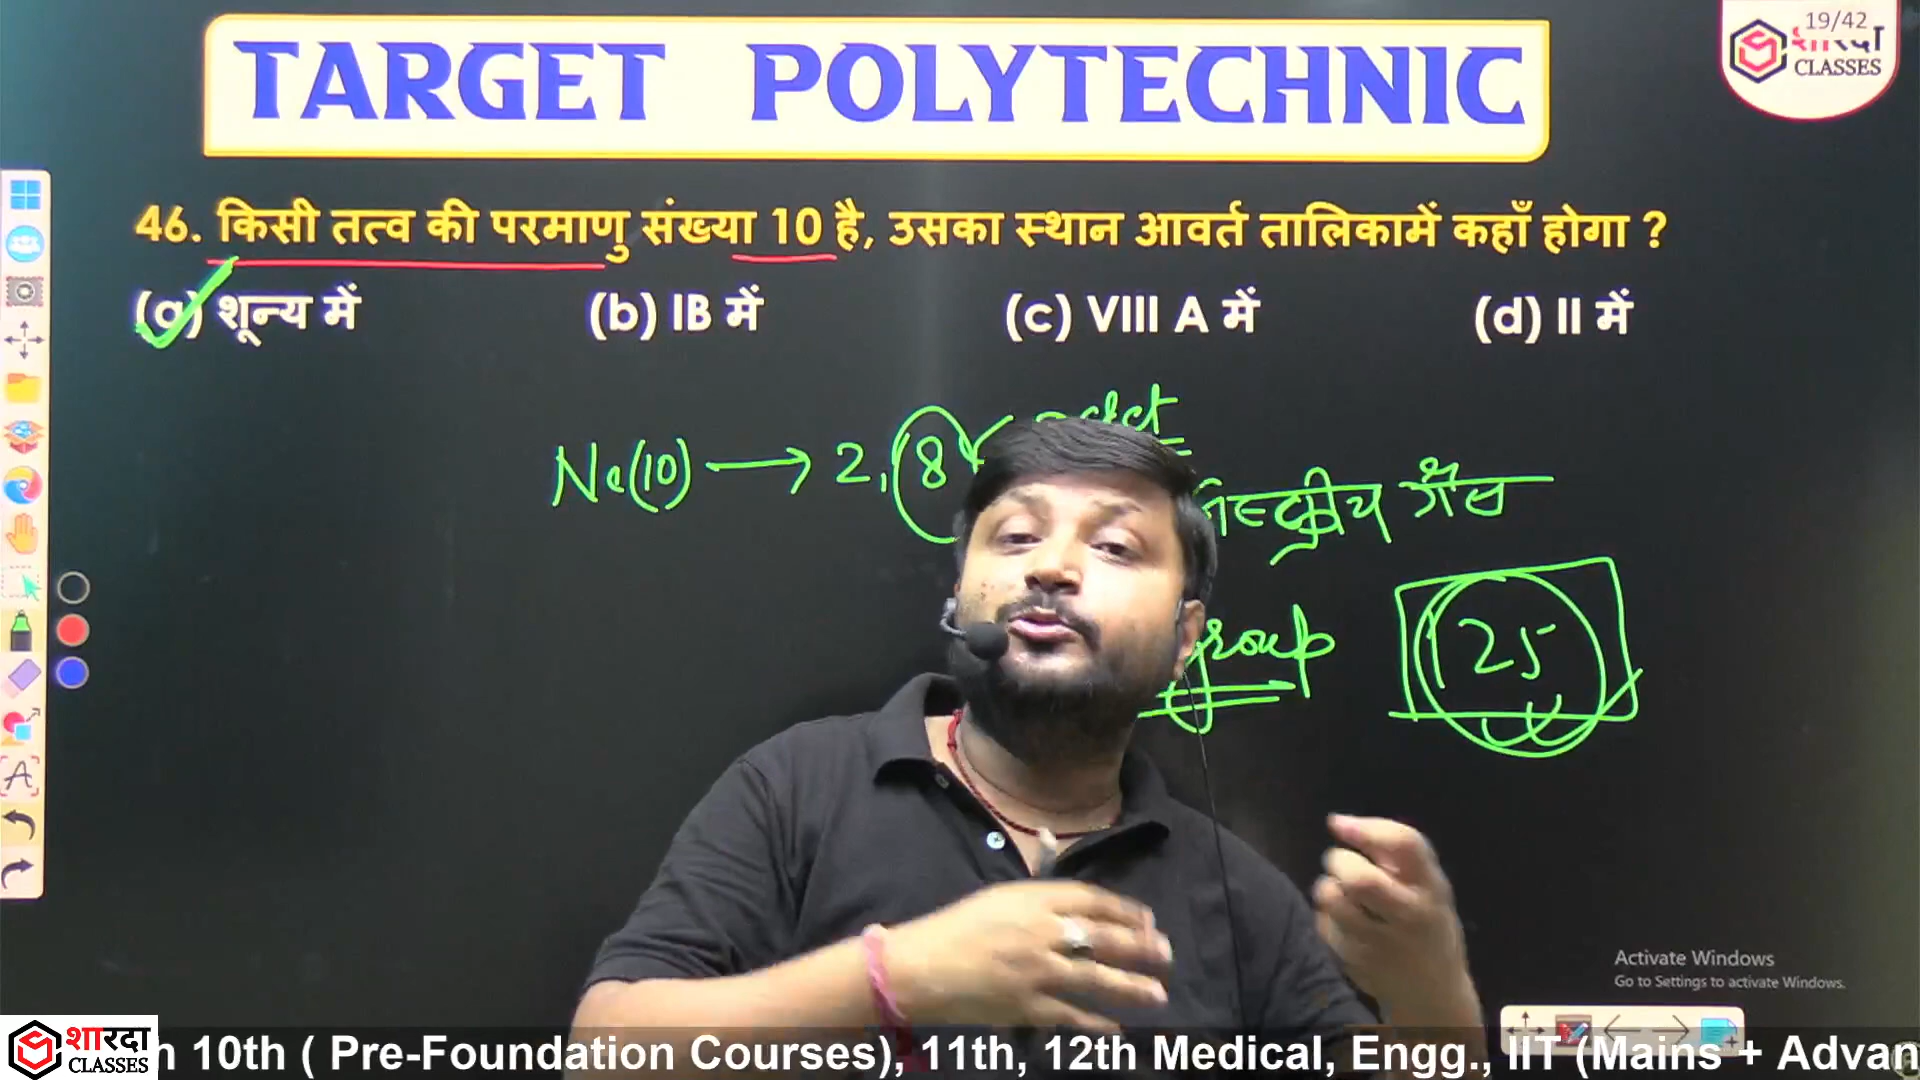 19/42
शारदा
CLASSES
TARGET POLYTECHNIC
46. किसी तत्व की परमाणु संख्या 10 है, उसका स्थान आवर्त तालिकामें कहाँ होगा ?
(a) शून्य में (b) IB में (c) VIII A में (d) II में
Ne(10) → 2, 8
गैस
group
25
Activate Windows
Go to Settings to activate Windows.
शारदा
CLASSES
h 10th ( Pre-Foundation Courses), 11th, 12th Medical, Engg., IIT (Mains + Advan